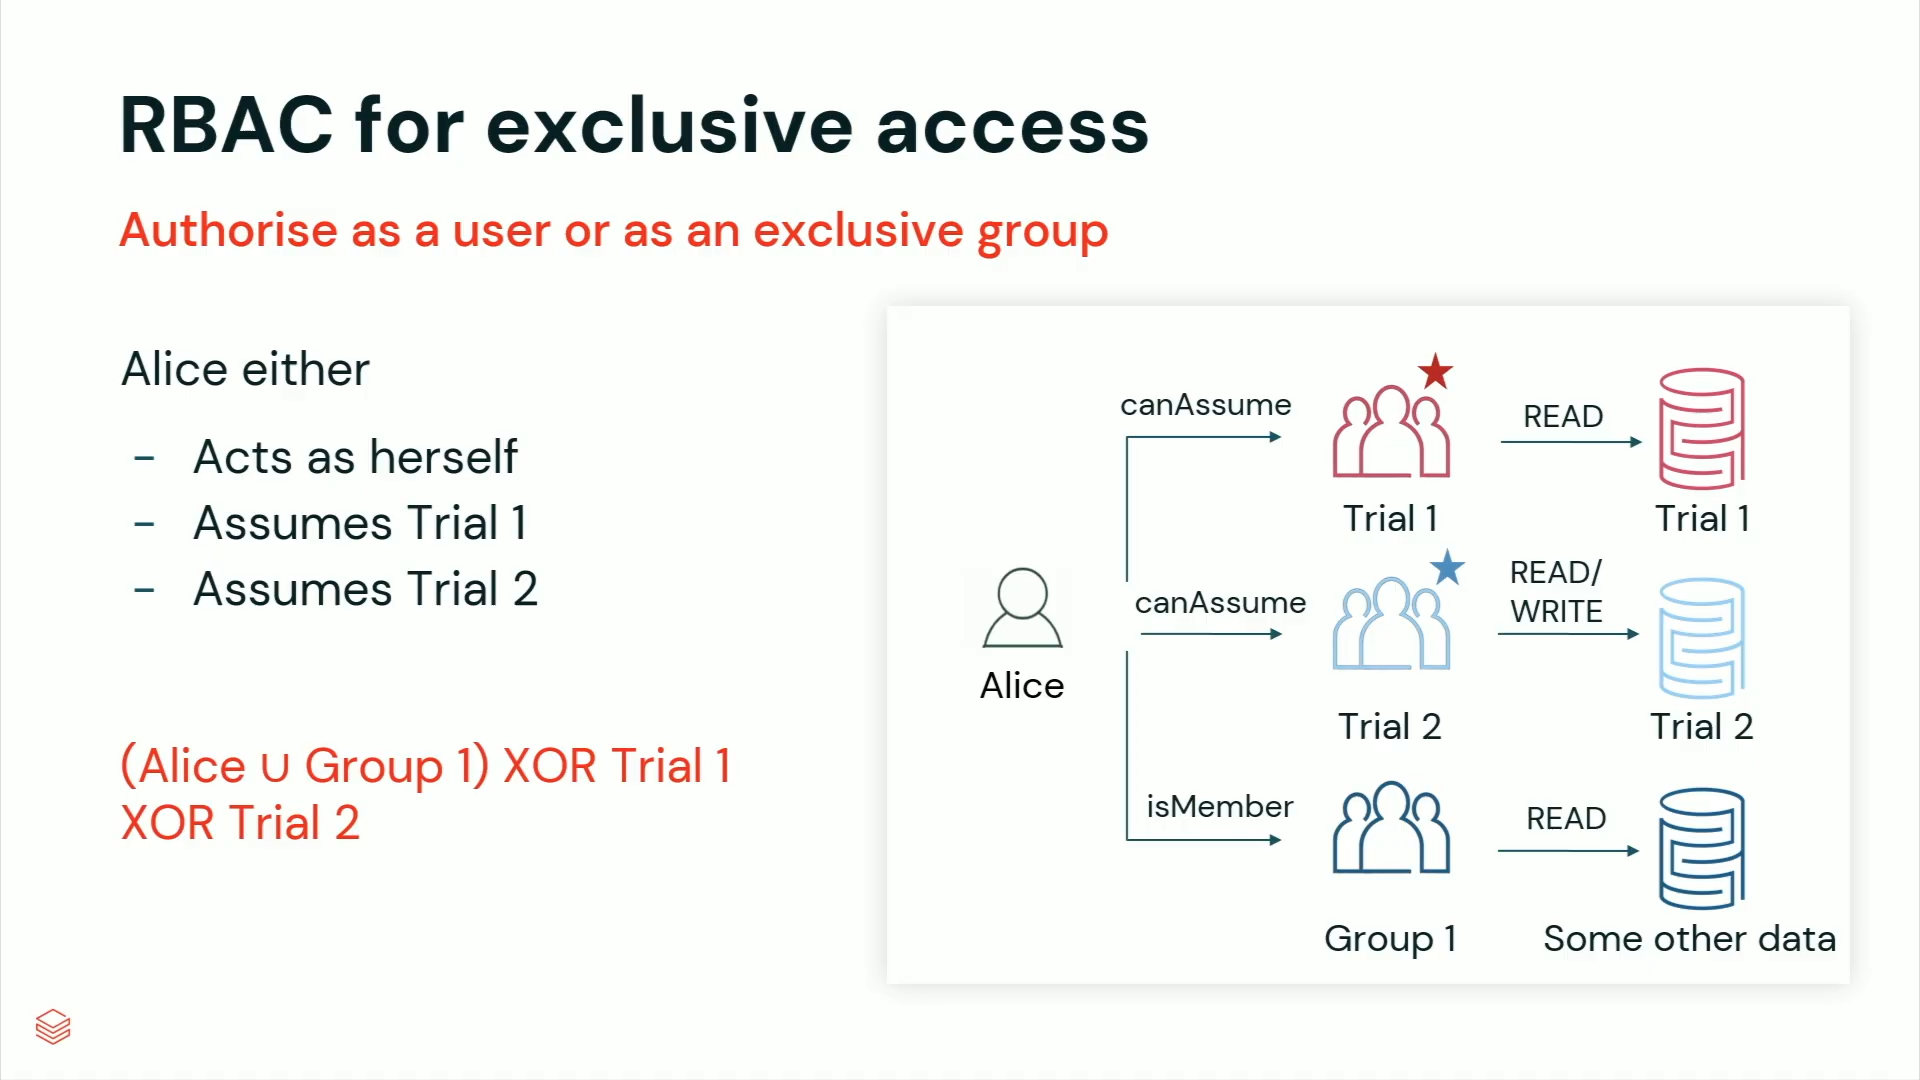 RBAC for exclusive access
Authorise as a user or as an exclusive group
Alice either
- Acts as herself
- Assumes Trial 1
- Assumes Trial 2
(Alice ∪ Group 1) XOR Trial 1
XOR Trial 2
canAssume
READ
Trial 1
Trial 1
canAssume
READ/
WRITE
Alice
Trial 2
Trial 2
isMember
READ
Group 1
Some other data